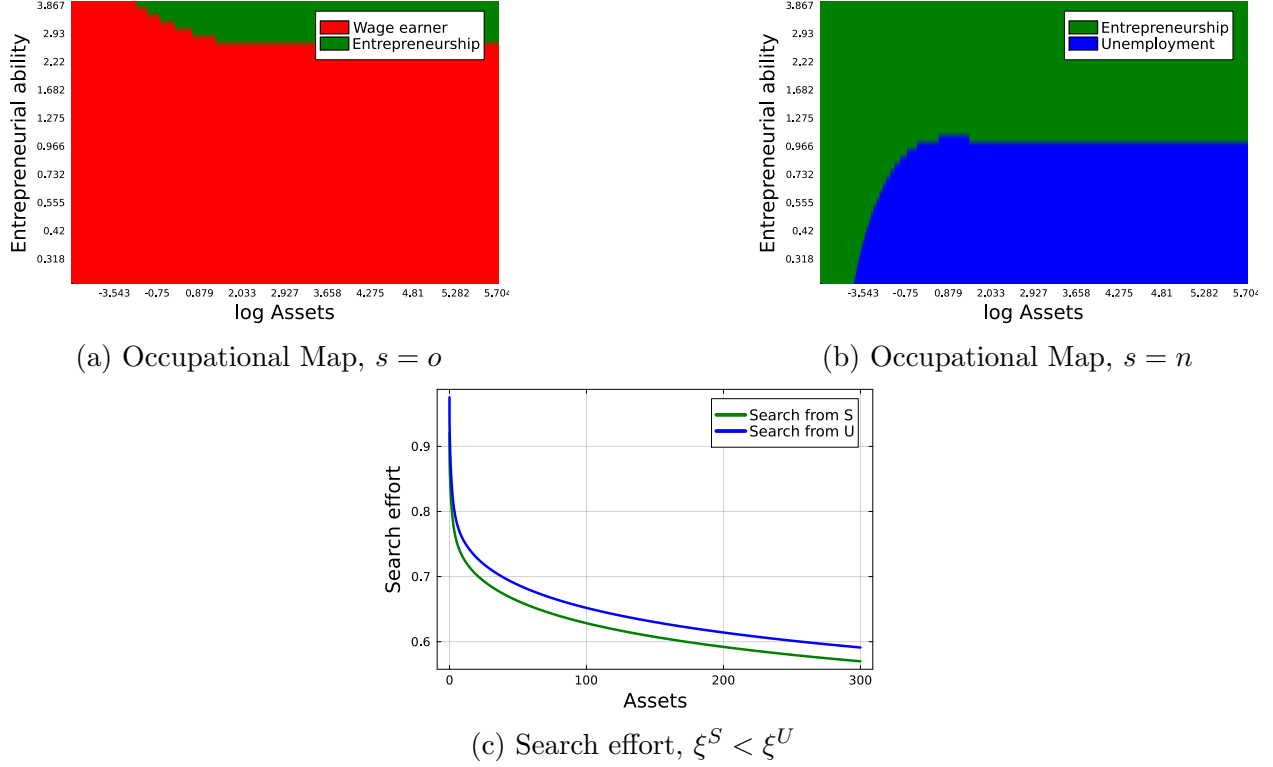 3.867
2.93
2.22
1.682
1.275
0.966
0.732
0.555
0.42
0.318
Entrepreneurial ability
Wage earner
Entrepreneurship
-3.543 -0.75 0.879 2.033 2.927 3.658 4.275 4.81 5.282 5.704
log Assets
(a) Occupational Map, s = o
3.867
2.93
2.22
1.682
1.275
0.966
0.732
0.555
0.42
0.318
Entrepreneurial ability
Entrepreneurship
Unemployment
-3.543 -0.75 0.879 2.033 2.927 3.658 4.275 4.81 5.282 5.704
log Assets
(b) Occupational Map, s = n
0.9
0.8
0.7
0.6
Search effort
Search from S
Search from U
0 100 200 300
Assets
(c) Search effort, ξ^S < ξ^U